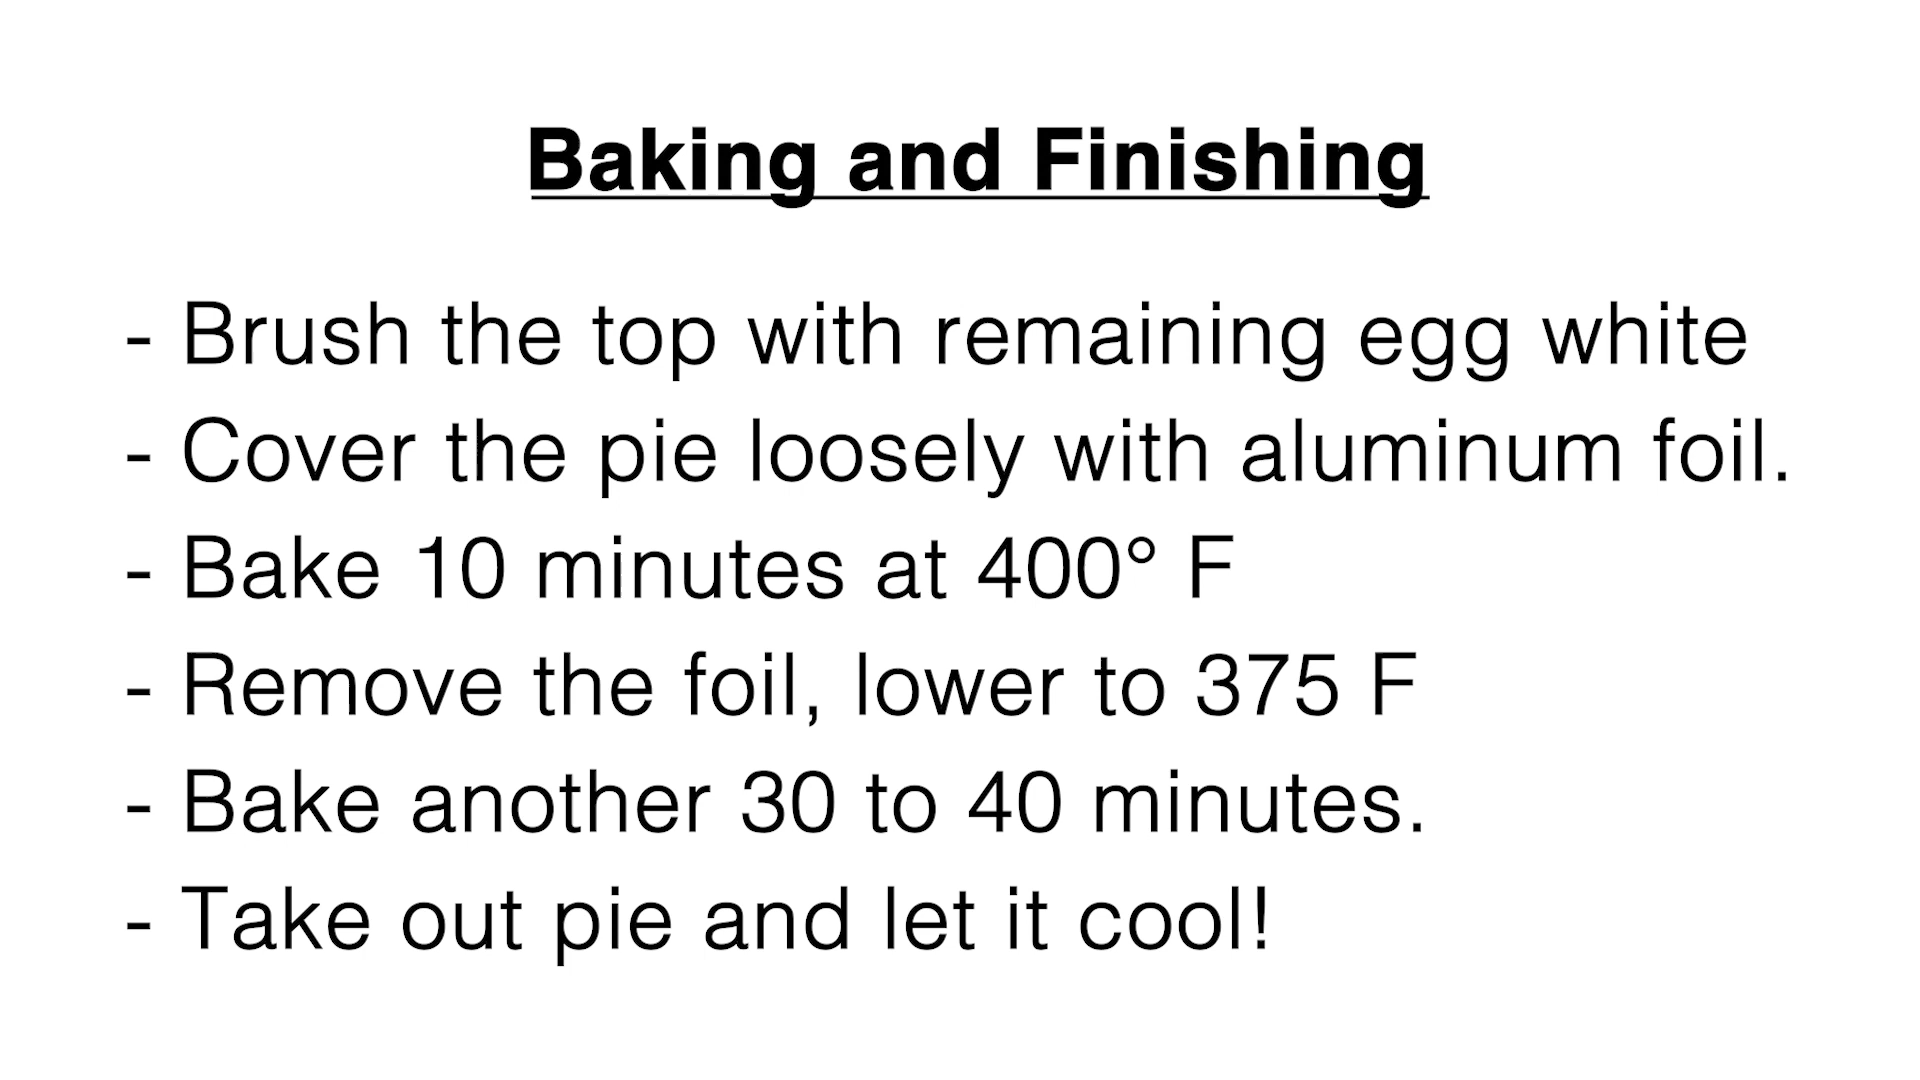 Baking and Finishing
- Brush the top with remaining egg white
- Cover the pie loosely with aluminum foil.
- Bake 10 minutes at 400° F
- Remove the foil, lower to 375 F
- Bake another 30 to 40 minutes.
- Take out pie and let it cool!